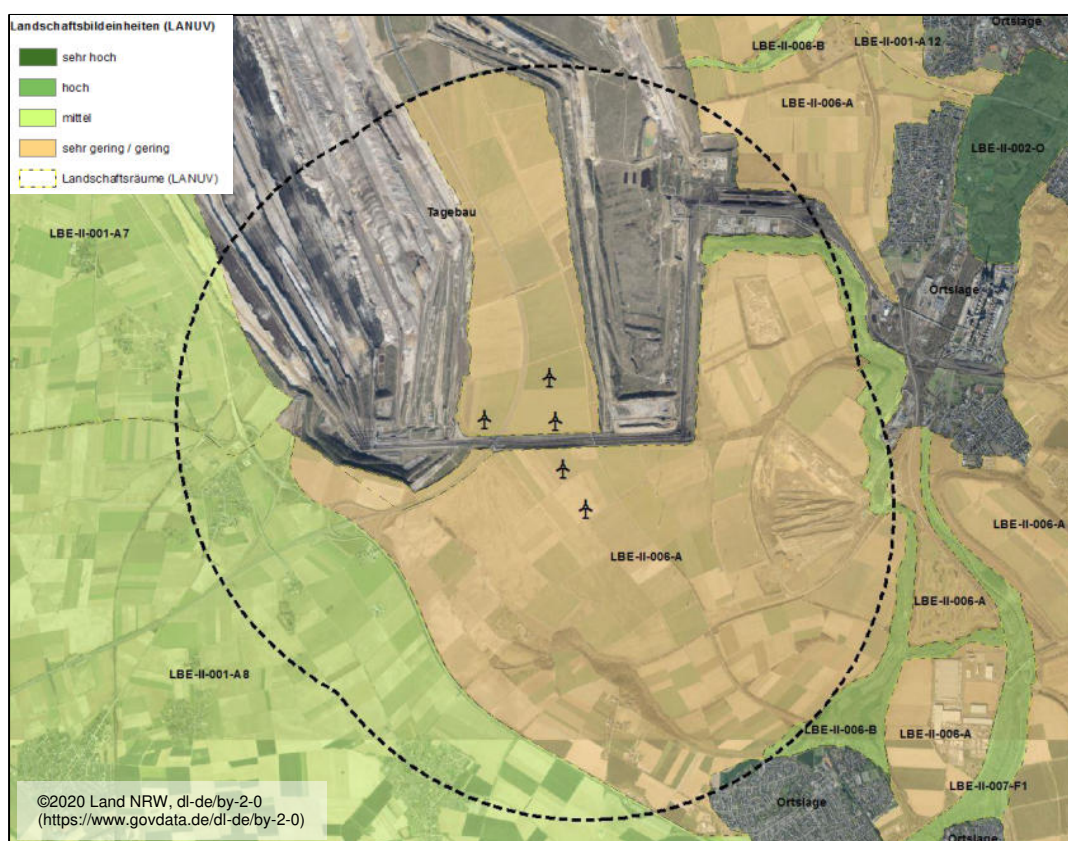 Landschaftsbildeinheiten (LANUV)
sehr hoch
hoch
mittel
sehr gering / gering
Landschaftsräume (LANUV)
Ortslage
LBE-II-006-B
LBE-II-001-A12
LBE-II-006-A
LBE-II-002-O
Tagebau
LBE-II-001-A7
Ortslage
LBE-II-006-A
LBE-II-006-A
LBE-II-006-A
LBE-II-001-A8
LBE-II-006-B
LBE-II-006-A
LBE-II-007-F1
Ortslage
Ortslage
©2020 Land NRW, dl-de/by-2-0
(https://www.govdata.de/dl-de/by-2-0)